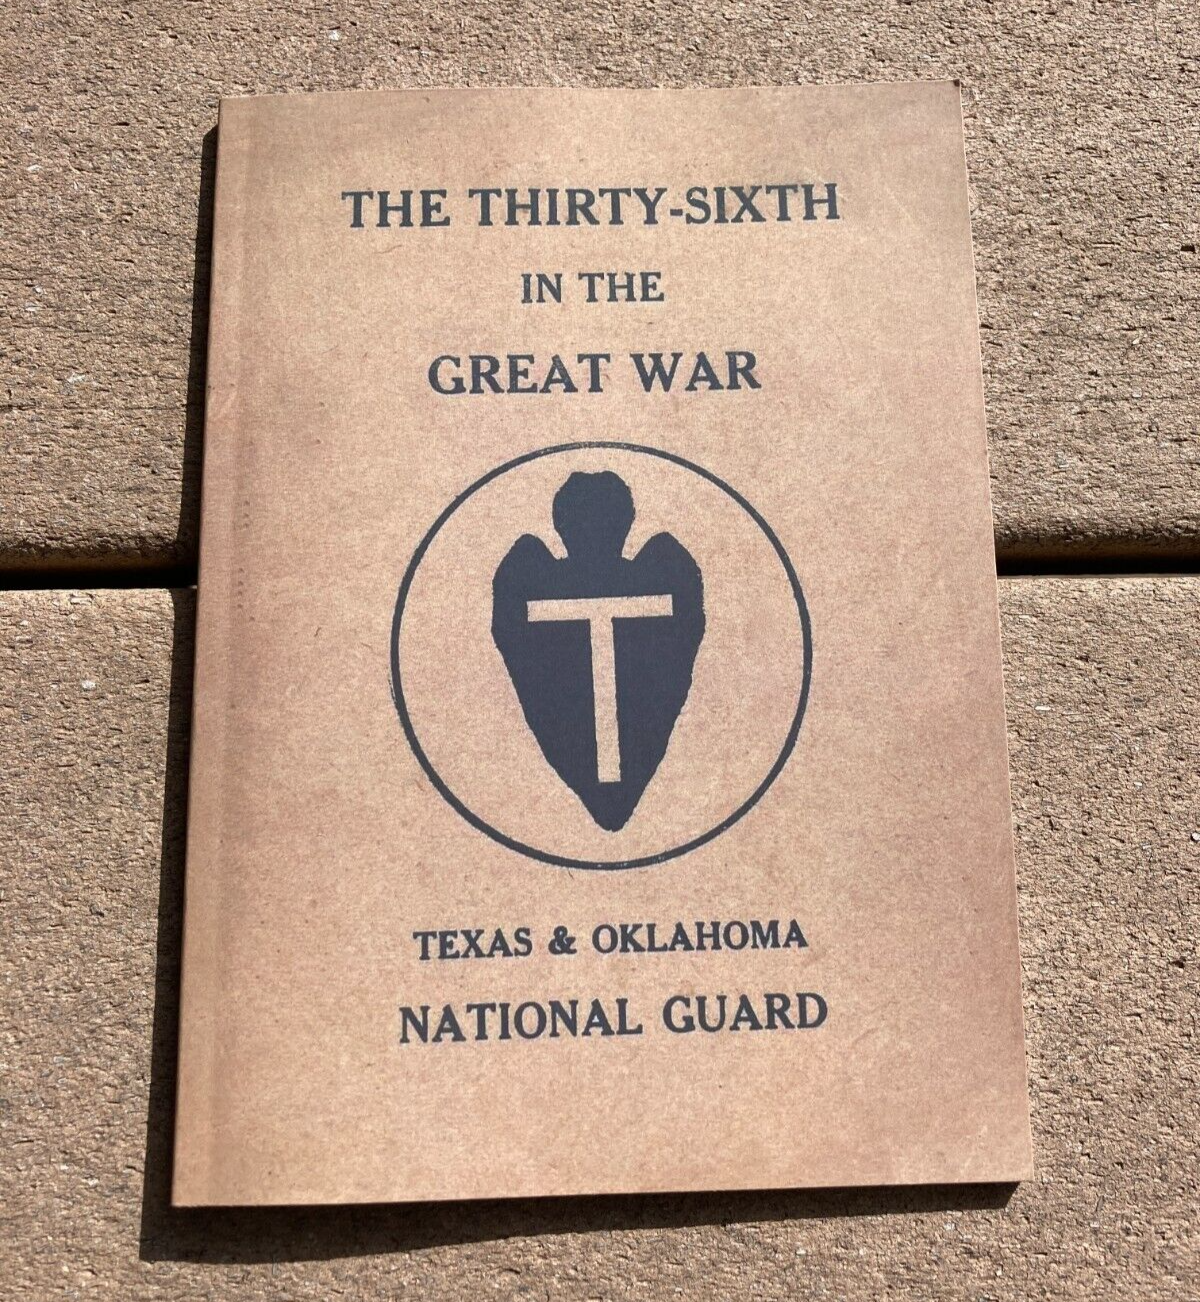 THE THIRTY-SIXTH
IN THE
GREAT WAR
T
TEXAS & OKLAHOMA
NATIONAL GUARD